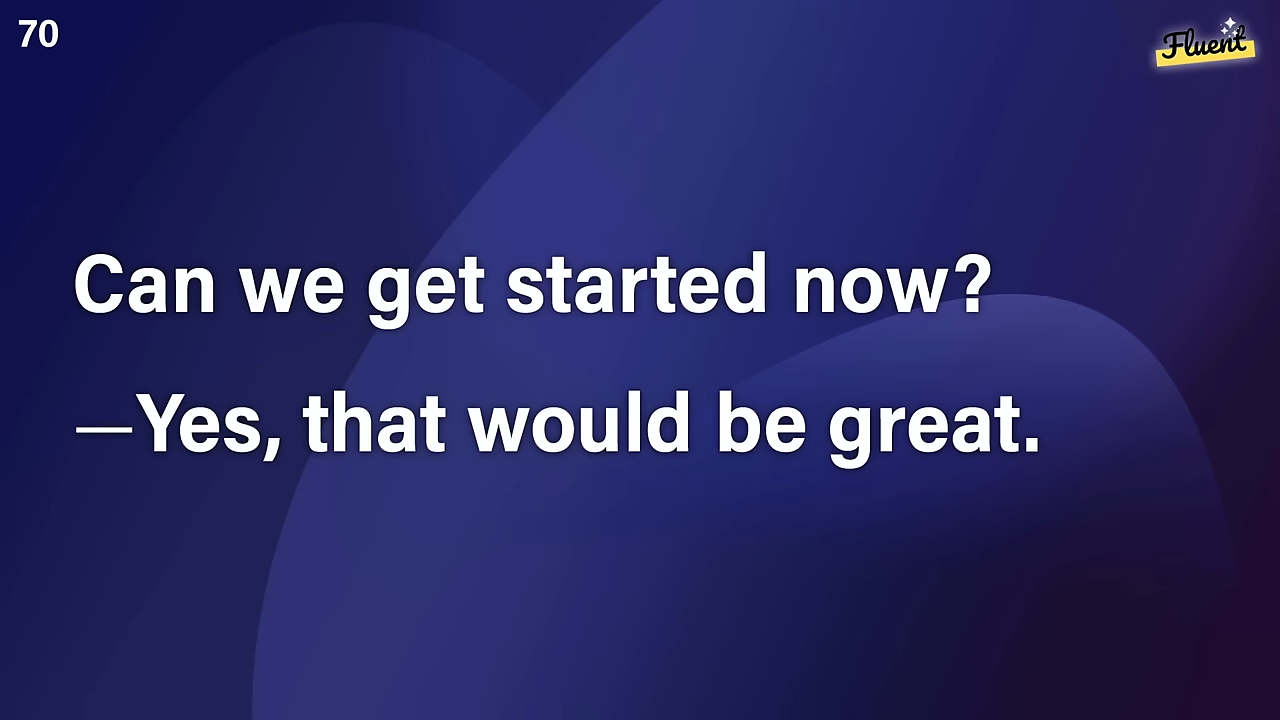 70
Fluent
Can we get started now?
—Yes, that would be great.